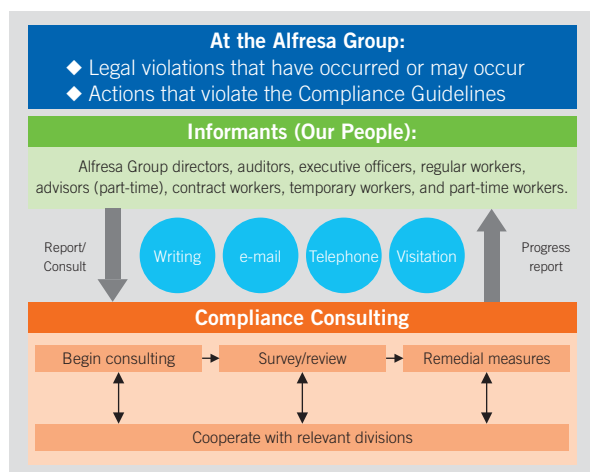 At the Alfresa Group:
◆ Legal violations that have occurred or may occur
◆ Actions that violate the Compliance Guidelines
Informants (Our People):
Alfresa Group directors, auditors, executive officers, regular workers,
advisors (part-time), contract workers, temporary workers, and part-time workers.
Report/
Consult
Writing
e-mail
Telephone
Visitation
Progress
report
Compliance Consulting
Begin consulting
Survey/review
Remedial measures
Cooperate with relevant divisions